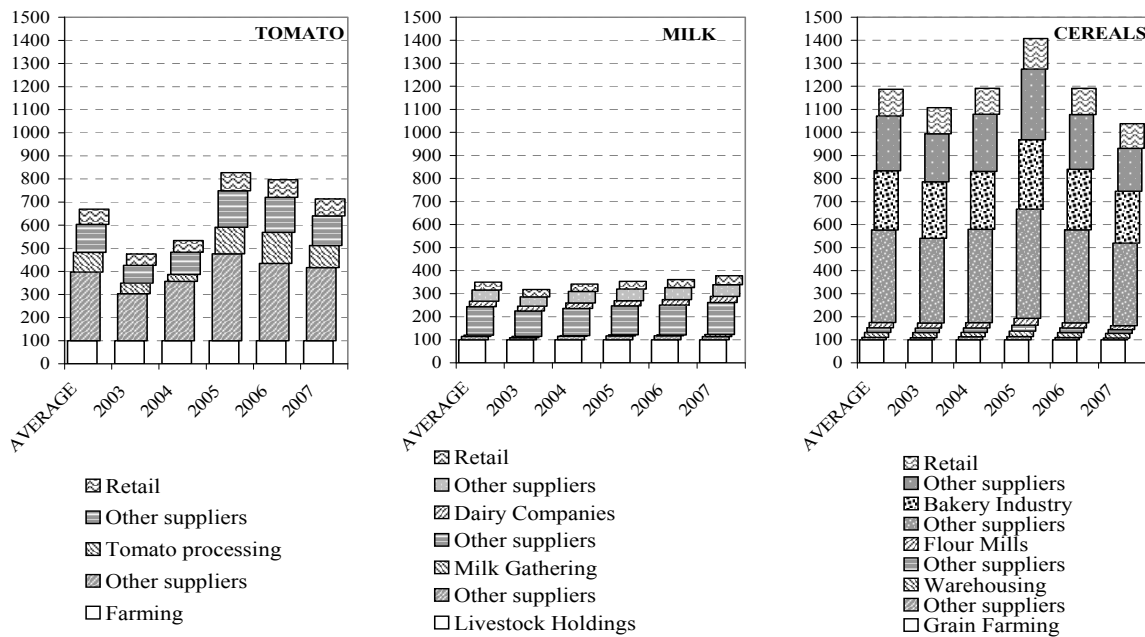 TOMATO
1500
1400
1300
1200
1100
1000
900
800
700
600
500
400
300
200
100
0
AVERAGE
2003
2004
2005
2006
2007
Retail
Other suppliers
Tomato processing
Other suppliers
Farming
MILK
1500
1400
1300
1200
1100
1000
900
800
700
600
500
400
300
200
100
0
AVERAGE
2003
2004
2005
2006
2007
Retail
Other suppliers
Dairy Companies
Other suppliers
Milk Gathering
Other suppliers
Livestock Holdings
CEREALS
1500
1400
1300
1200
1100
1000
900
800
700
600
500
400
300
200
100
0
AVERAGE
2003
2004
2005
2006
2007
Retail
Other suppliers
Bakery Industry
Other suppliers
Flour Mills
Other suppliers
Warehousing
Other suppliers
Grain Farming